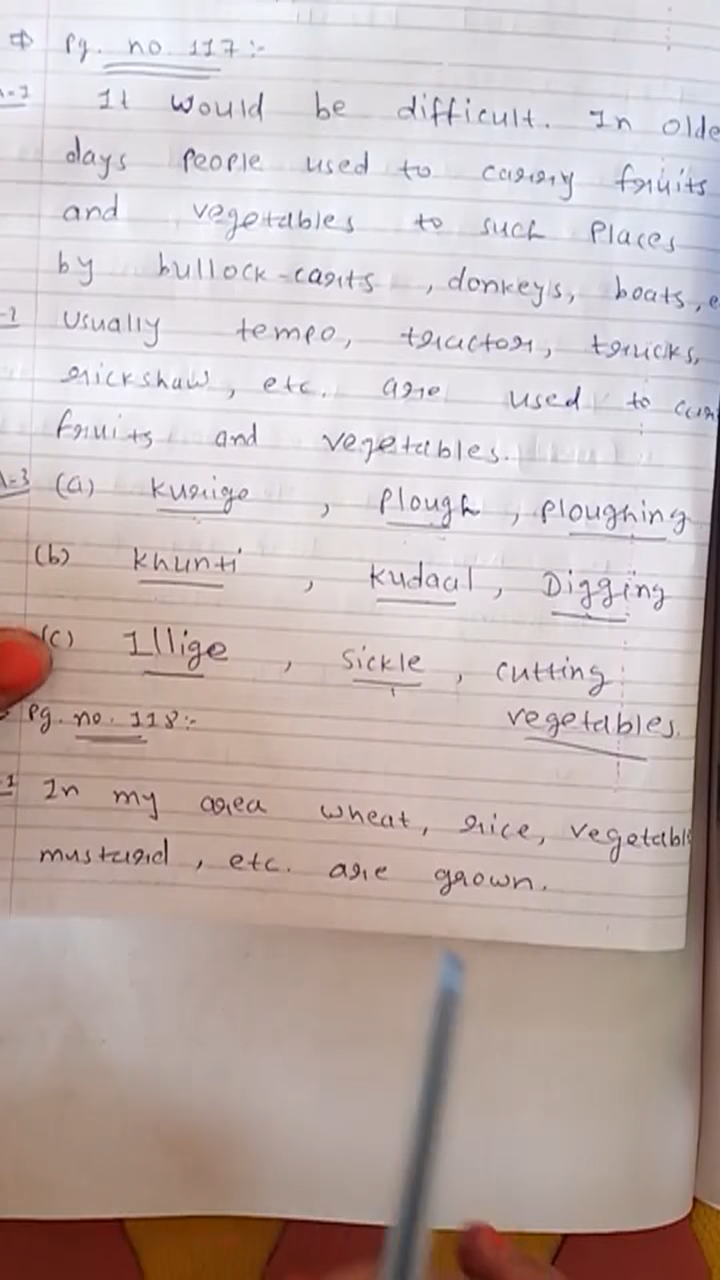 ⇒ Pg. no. 117:-
It would be difficult. In olde
days people used to carry fruits
and vegetables to such places
by bullock-carts, donkeys, boats, e
Usually tempo, tractor, trucks,
rickshaw, etc. are used to carr
fruits and vegetables.
A-3 (a) kurige, Plough, Ploughing
(b) Khunti, Kudaal, Digging
(c) Illige, Sickle, cutting
vegetables.
Pg. no. 118:-
1 In my area wheat, rice, vegetable
mustard, etc. are grown.